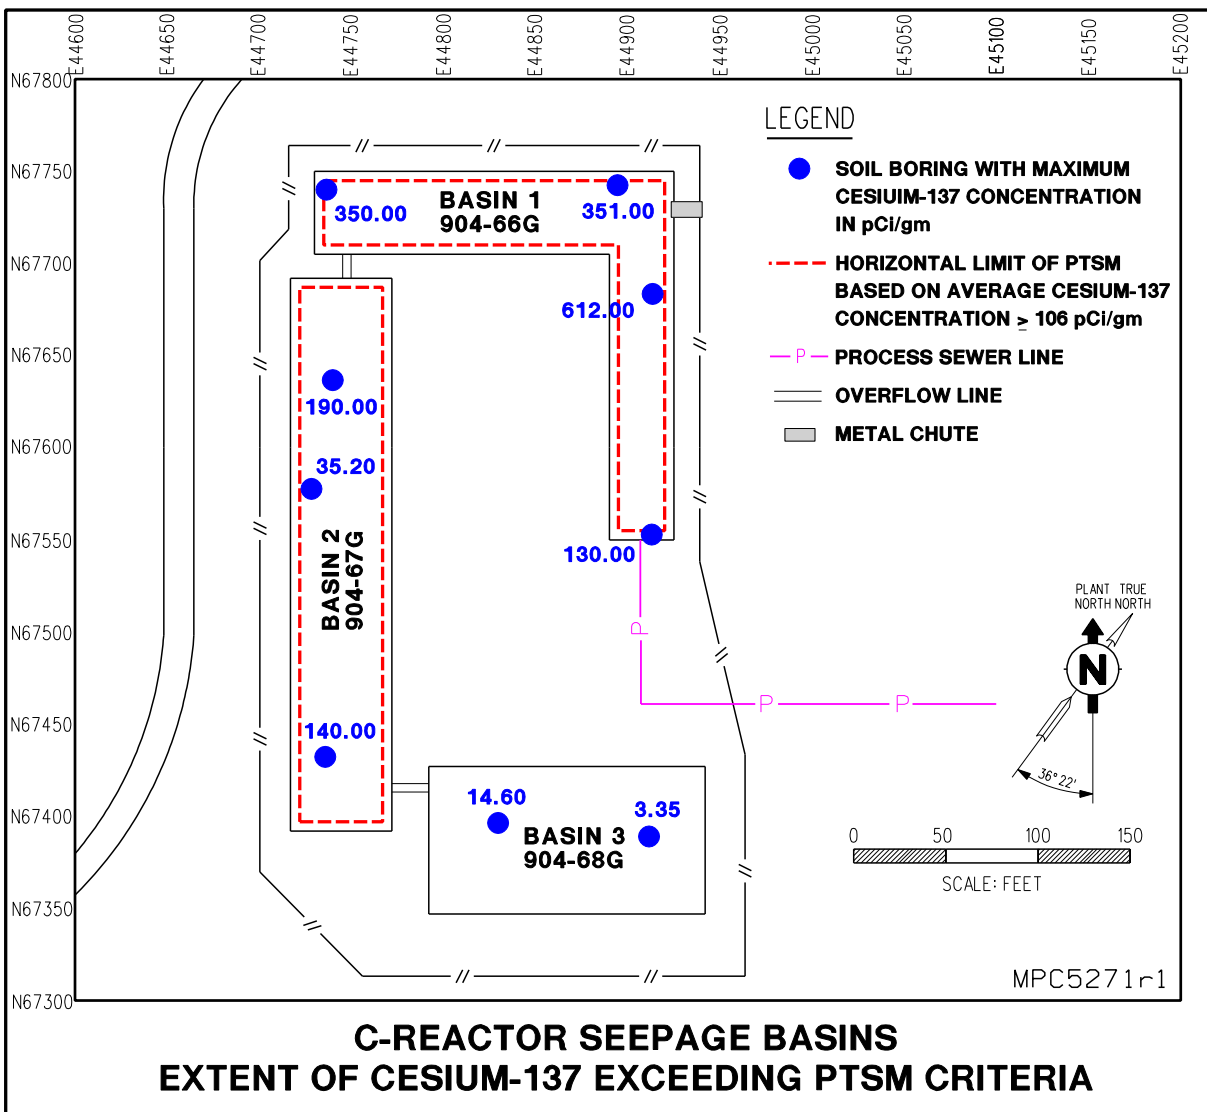 E44600
E44650
E44700
E44750
E44800
E44850
E44900
E44950
E45000
E45050
E45100
E45150
E45200
N67800
N67750
N67700
N67650
N67600
N67550
N67500
N67450
N67400
N67350
N67300
LEGEND
SOIL BORING WITH MAXIMUM
CESIUIM-137 CONCENTRATION
IN pCi/gm
HORIZONTAL LIMIT OF PTSM
BASED ON AVERAGE CESIUM-137
CONCENTRATION ≥ 106 pCi/gm
P PROCESS SEWER LINE
OVERFLOW LINE
METAL CHUTE
BASIN 1
904-66G
350.00
351.00
612.00
130.00
190.00
35.20
BASIN 2
904-67G
140.00
14.60
3.35
BASIN 3
904-68G
P
P
P
PLANT TRUE
NORTH NORTH
N
36° 22'
0 50 100 150
SCALE: FEET
MPC5271r1
C-REACTOR SEEPAGE BASINS
EXTENT OF CESIUM-137 EXCEEDING PTSM CRITERIA